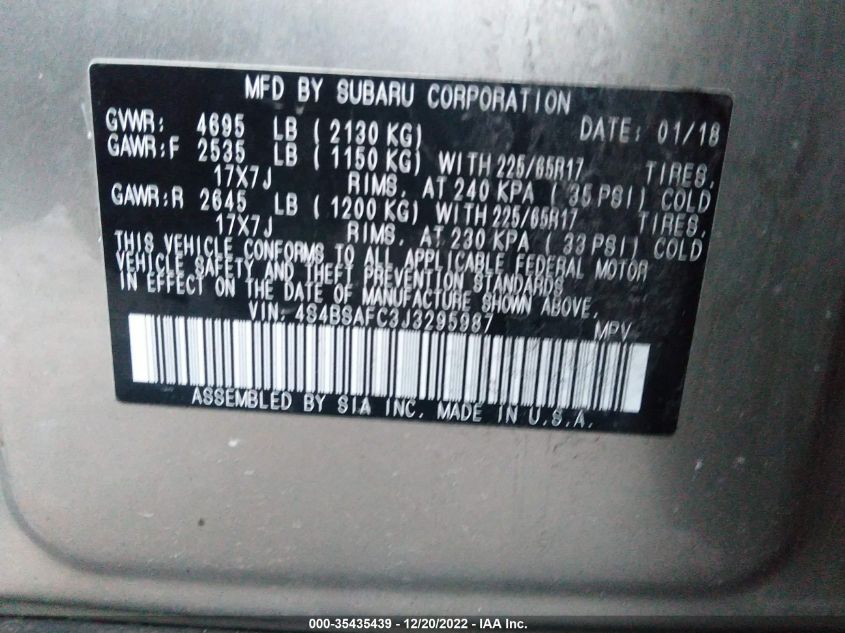 MFD BY SUBARU CORPORATION
GVWR: 4695 LB ( 2130 KG) DATE: 01/18
GAWR:F 2535 LB ( 1150 KG) WITH 225/65R17 TIRES,
17X7J RIMS, AT 240 KPA ( 35 PSI) COLD
GAWR:R 2645 LB ( 1200 KG) WITH 225/65R17 TIRES,
17X7J RIMS, AT 230 KPA ( 33 PSI) COLD
THIS VEHICLE CONFORMS TO ALL APPLICABLE FEDERAL MOTOR
VEHICLE SAFETY AND THEFT PREVENTION STANDARDS
IN EFFECT ON THE DATE OF MANUFACTURE SHOWN ABOVE.
VIN: 4S4BSAFC3J3295987 MPV
ASSEMBLED BY SIA INC. MADE IN U.S.A.
000-35435439 - 12/20/2022 - IAA Inc.